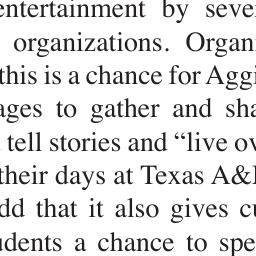 entertainment by seve
organizations. Organi
this is a chance for Aggi
ages to gather and sha
tell stories and “live ov
their days at Texas A&
dd that it also gives cu
udents a chance to spe